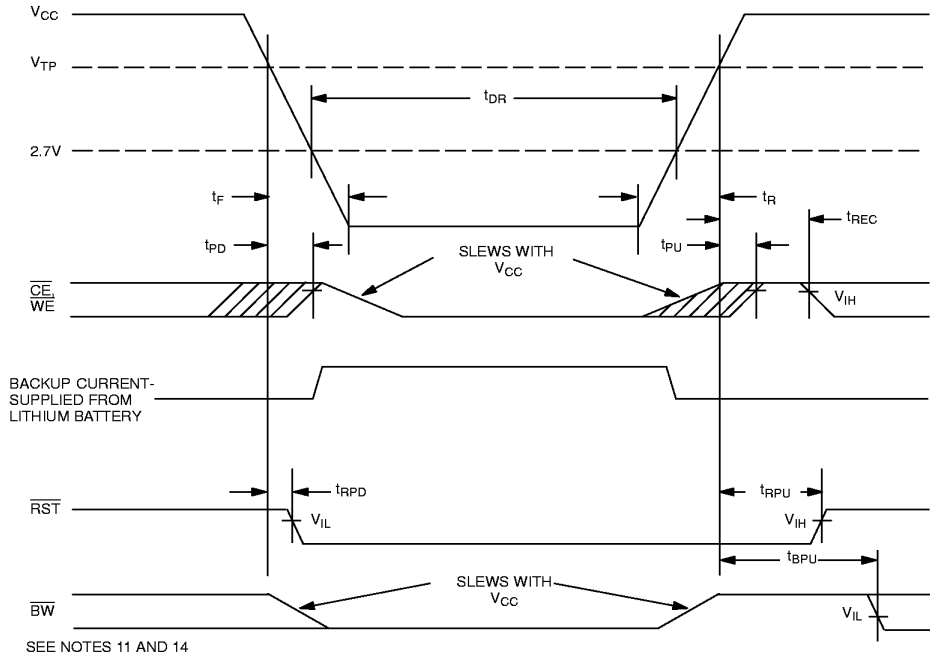 VCC
VTP
tDR
2.7V
tF
tR
tREC
tPD
tPU
SLEWS WITH
VCC
CE,
WE
VIH
BACKUP CURRENT-
SUPPLIED FROM
LITHIUM BATTERY
tRPD
tRPU
RST
VIL
VIH
tBPU
SLEWS WITH
VCC
BW
VIL
SEE NOTES 11 AND 14